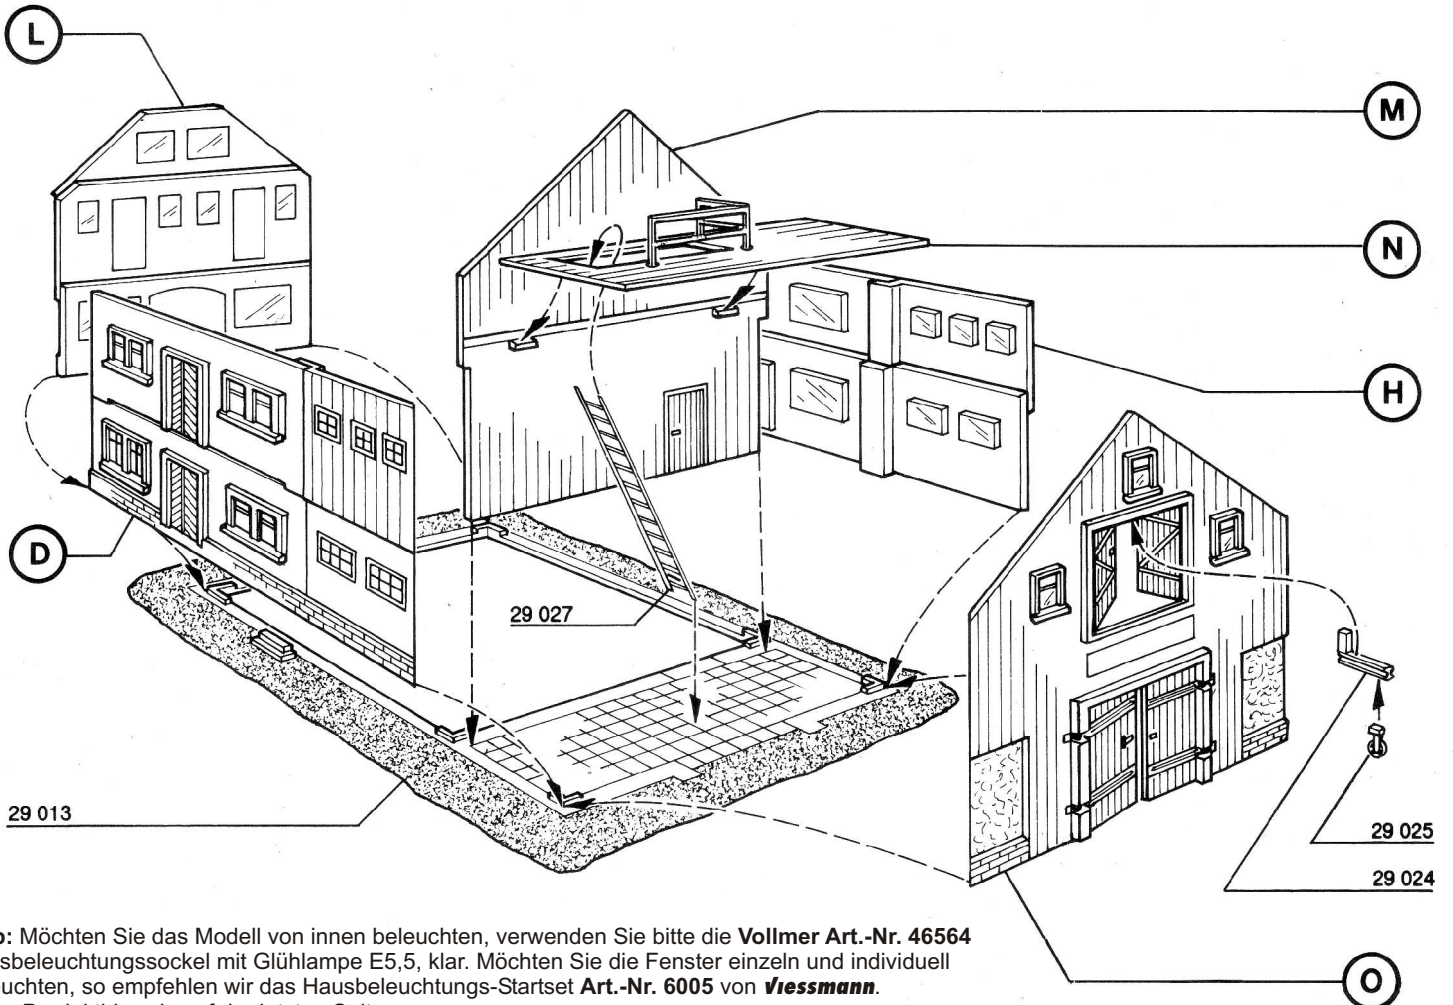 L
M
N
H
D
29 027
29 013
29 025
29 024
O
Möchten Sie das Modell von innen beleuchten, verwenden Sie bitte die Vollmer Art.-Nr. 46564
sbeleuchtungssockel mit Glühlampe E5,5, klar. Möchten Sie die Fenster einzeln und individuell
euchten, so empfehlen wir das Hausbeleuchtungs-Startset Art.-Nr. 6005 von Viessmann.